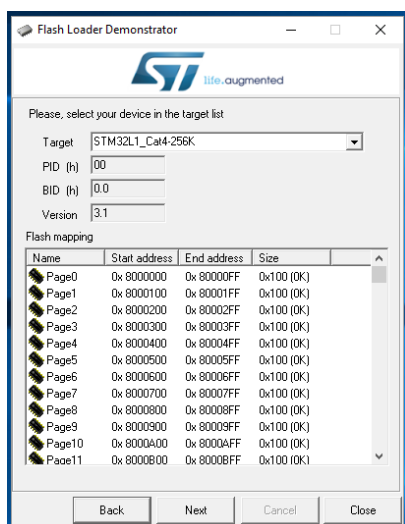 Flash Loader Demonstrator
life.augmented
Please, select your device in the target list
Target STM32L1_Cat4-256K
PID (h) 00
BID (h) 0.0
Version 3.1
Flash mapping
Name Start address End address Size
Page0 0x 8000000 0x 80000FF 0x100 (0K)
Page1 0x 8000100 0x 80001FF 0x100 (0K)
Page2 0x 8000200 0x 80002FF 0x100 (0K)
Page3 0x 8000300 0x 80003FF 0x100 (0K)
Page4 0x 8000400 0x 80004FF 0x100 (0K)
Page5 0x 8000500 0x 80005FF 0x100 (0K)
Page6 0x 8000600 0x 80006FF 0x100 (0K)
Page7 0x 8000700 0x 80007FF 0x100 (0K)
Page8 0x 8000800 0x 80008FF 0x100 (0K)
Page9 0x 8000900 0x 80009FF 0x100 (0K)
Page10 0x 8000A00 0x 8000AFF 0x100 (0K)
Page11 0x 8000B00 0x 8000BFF 0x100 (0K)
Back Next Cancel Close